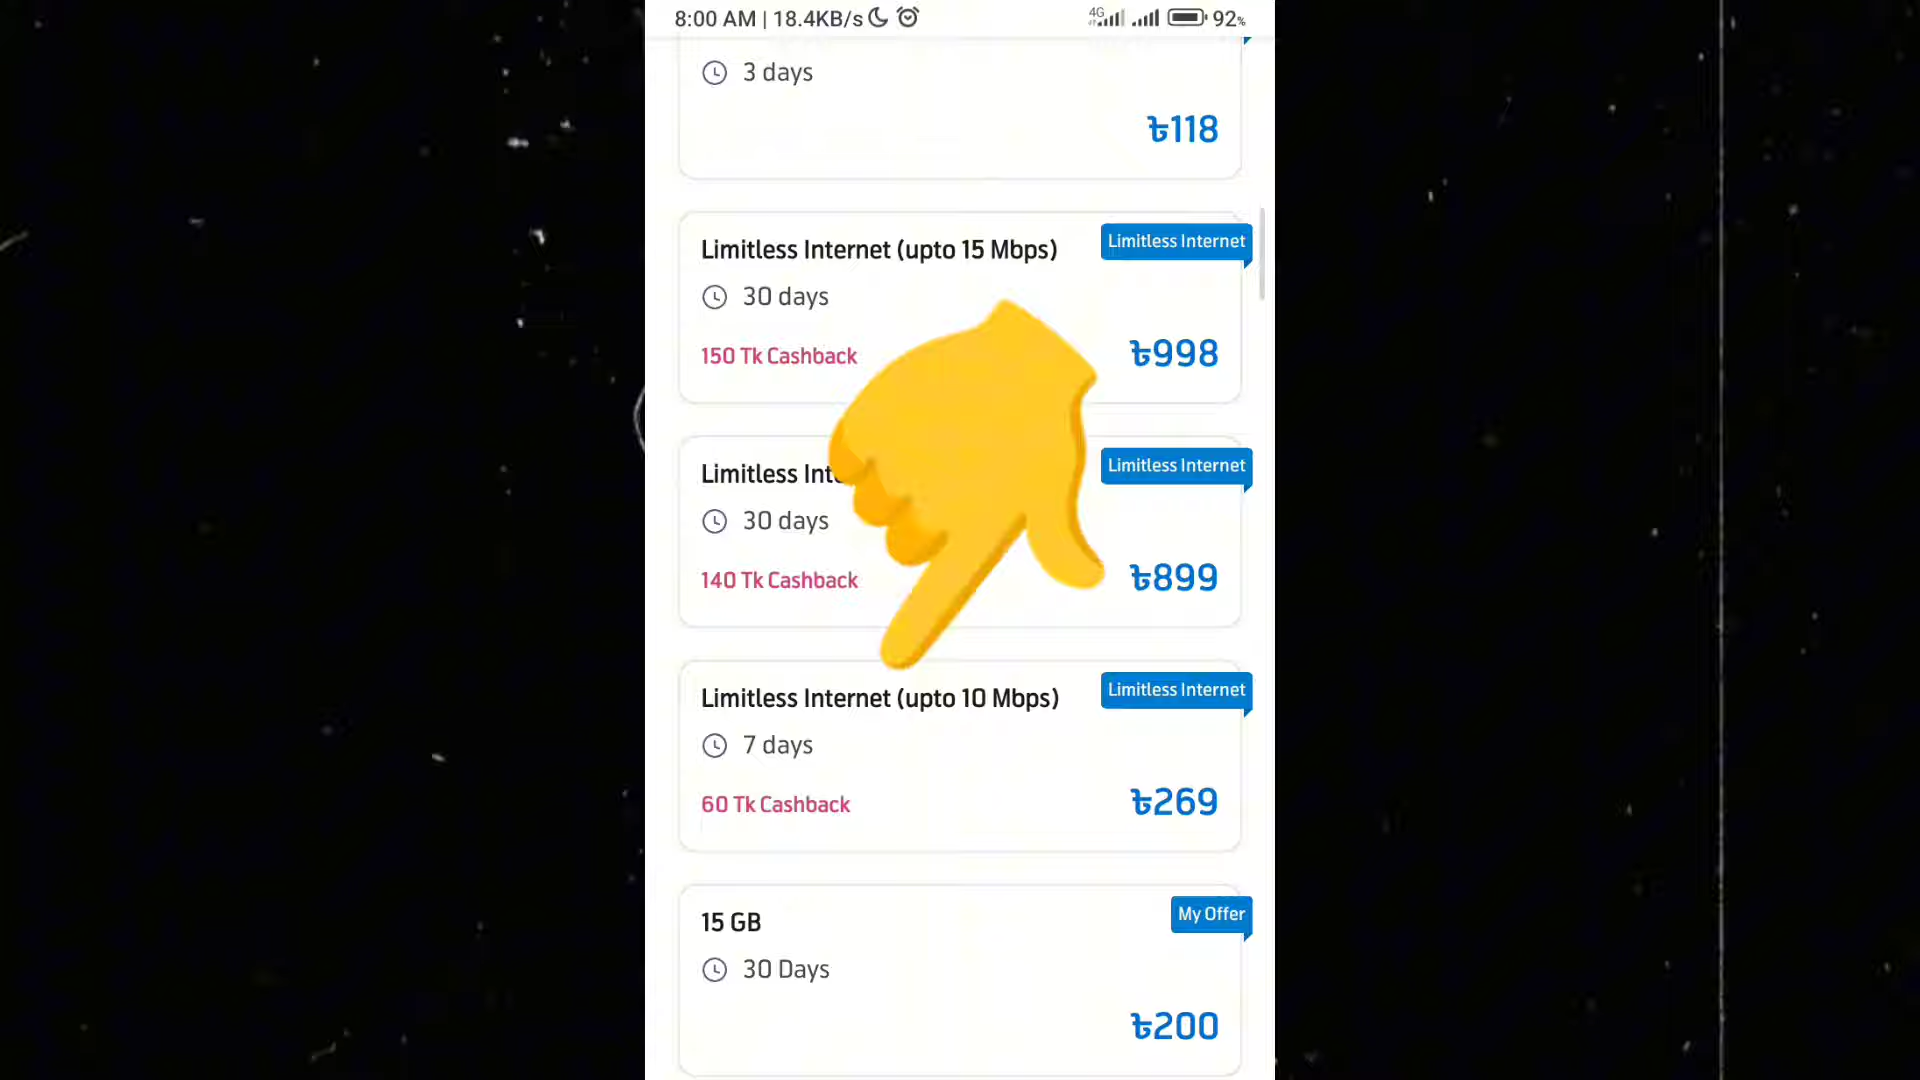 8:00 AM | 18.4KB/s 4G 92%
3 days
৳118
Limitless Internet (upto 15 Mbps) Limitless Internet
30 days
150 Tk Cashback ৳998
Limitless Limitless Internet
30 days
140 Tk Cashback ৳899
Limitless Internet (upto 10 Mbps) Limitless Internet
7 days
60 Tk Cashback ৳269
15 GB My Offer
30 Days
৳200